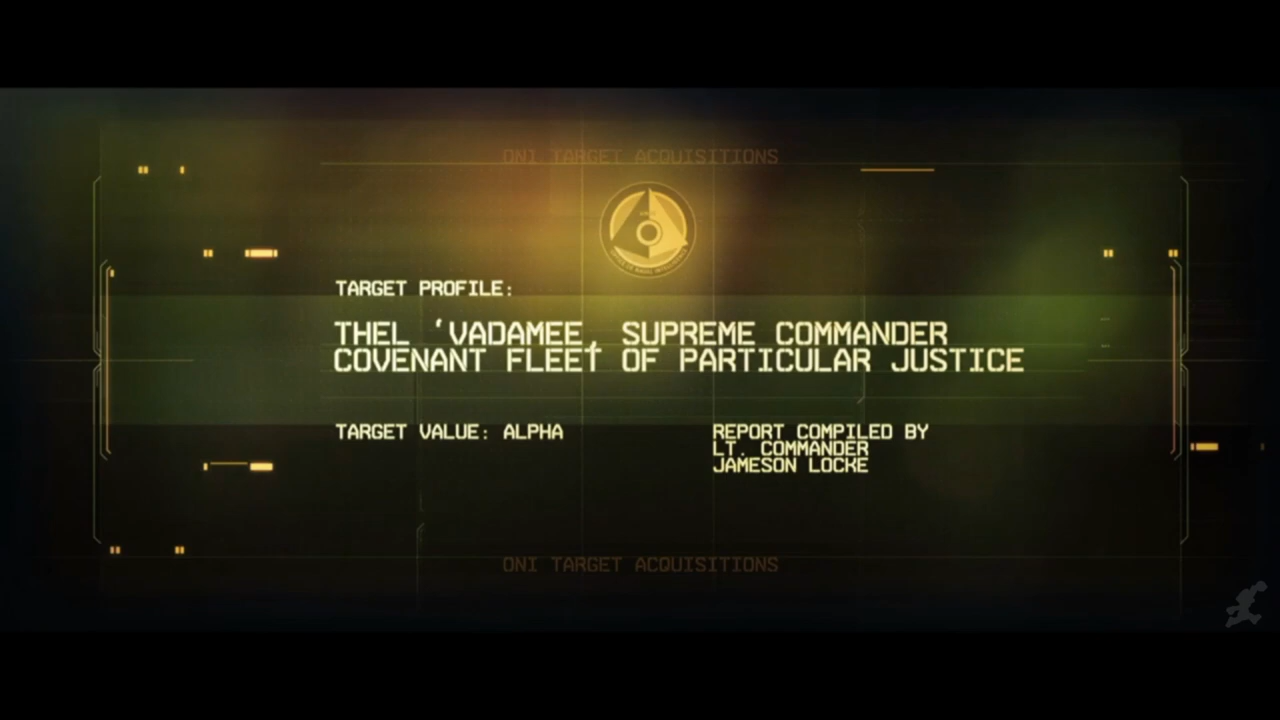 ONI TARGET ACQUISITIONS
TARGET PROFILE:
THEL 'VADAMEE, SUPREME COMMANDER
COVENANT FLEET OF PARTICULAR JUSTICE
TARGET VALUE: ALPHA
REPORT COMPILED BY
LT. COMMANDER
JAMESON LOCKE
ONI TARGET ACQUISITIONS